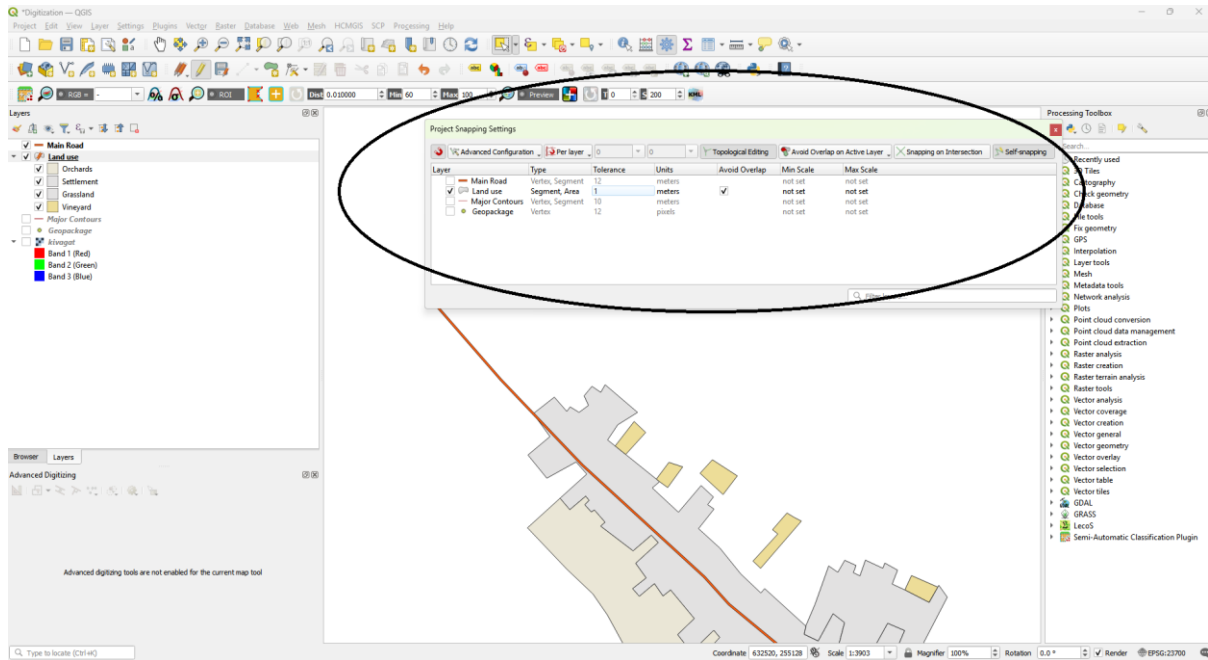 *Digitization — QGIS
Project Edit View Layer Settings Plugins Vector Raster Database Web Mesh HCMGIS SCP Processing Help
RGB = - ROI Dist 0.010000 Min 60 Max 100 Preview T 0 S 200 KML
Layers
Main Road
Land use
Orchards
Settlement
Grassland
Vineyard
Major Contours
Geopackage
kivagat
Band 1 (Red)
Band 2 (Green)
Band 3 (Blue)
Browser Layers
Advanced Digitizing
Advanced digitizing tools are not enabled for the current map tool
Project Snapping Settings
Advanced Configuration Per layer 0 0 Topological Editing Avoid Overlap on Active Layer Snapping on Intersection Self-snapping
Layer Type Tolerance Units Avoid Overlap Min Scale Max Scale
Main Road Vertex, Segment 12 meters not set not set
Land use Segment, Area 1 meters not set not set
Major Contours Vertex, Segment 10 meters not set not set
Geopackage Vertex 12 pixels not set not set
Processing Toolbox
Search...
Recently used
3D Tiles
Cartography
Check geometry
Database
File tools
Fix geometry
GPS
Interpolation
Layer tools
Mesh
Metadata tools
Network analysis
Plots
Point cloud conversion
Point cloud data management
Point cloud extraction
Raster analysis
Raster creation
Raster terrain analysis
Raster tools
Vector analysis
Vector coverage
Vector creation
Vector general
Vector geometry
Vector overlay
Vector selection
Vector table
Vector tiles
GDAL
GRASS
LecoS
Semi-Automatic Classification Plugin
Type to locate (Ctrl+K) Coordinate 632520, 255128 Scale 1:3903 Magnifier 100% Rotation 0.0 ° Render EPSG:23700